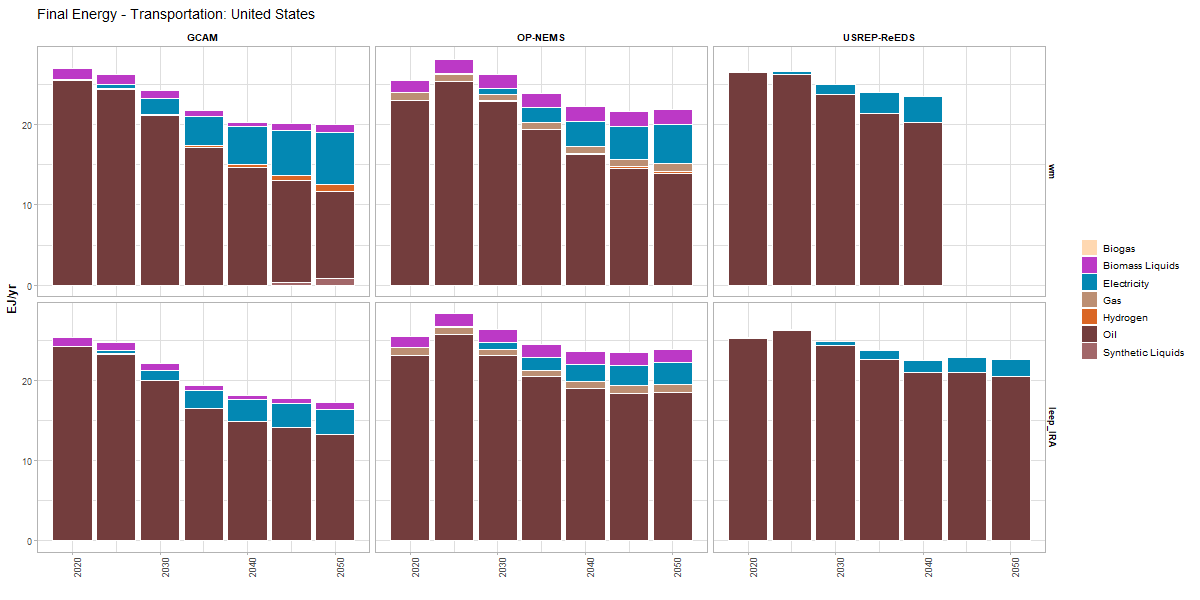 Final Energy - Transportation: United States
GCAM
OP-NEMS
USREP-ReEDS
EJ/yr
20
10
0
wm
20
10
0
leep_IRA
2020
2030
2040
2050
2020
2030
2040
2050
2020
2030
2040
2050
Biogas
Biomass Liquids
Electricity
Gas
Hydrogen
Oil
Synthetic Liquids